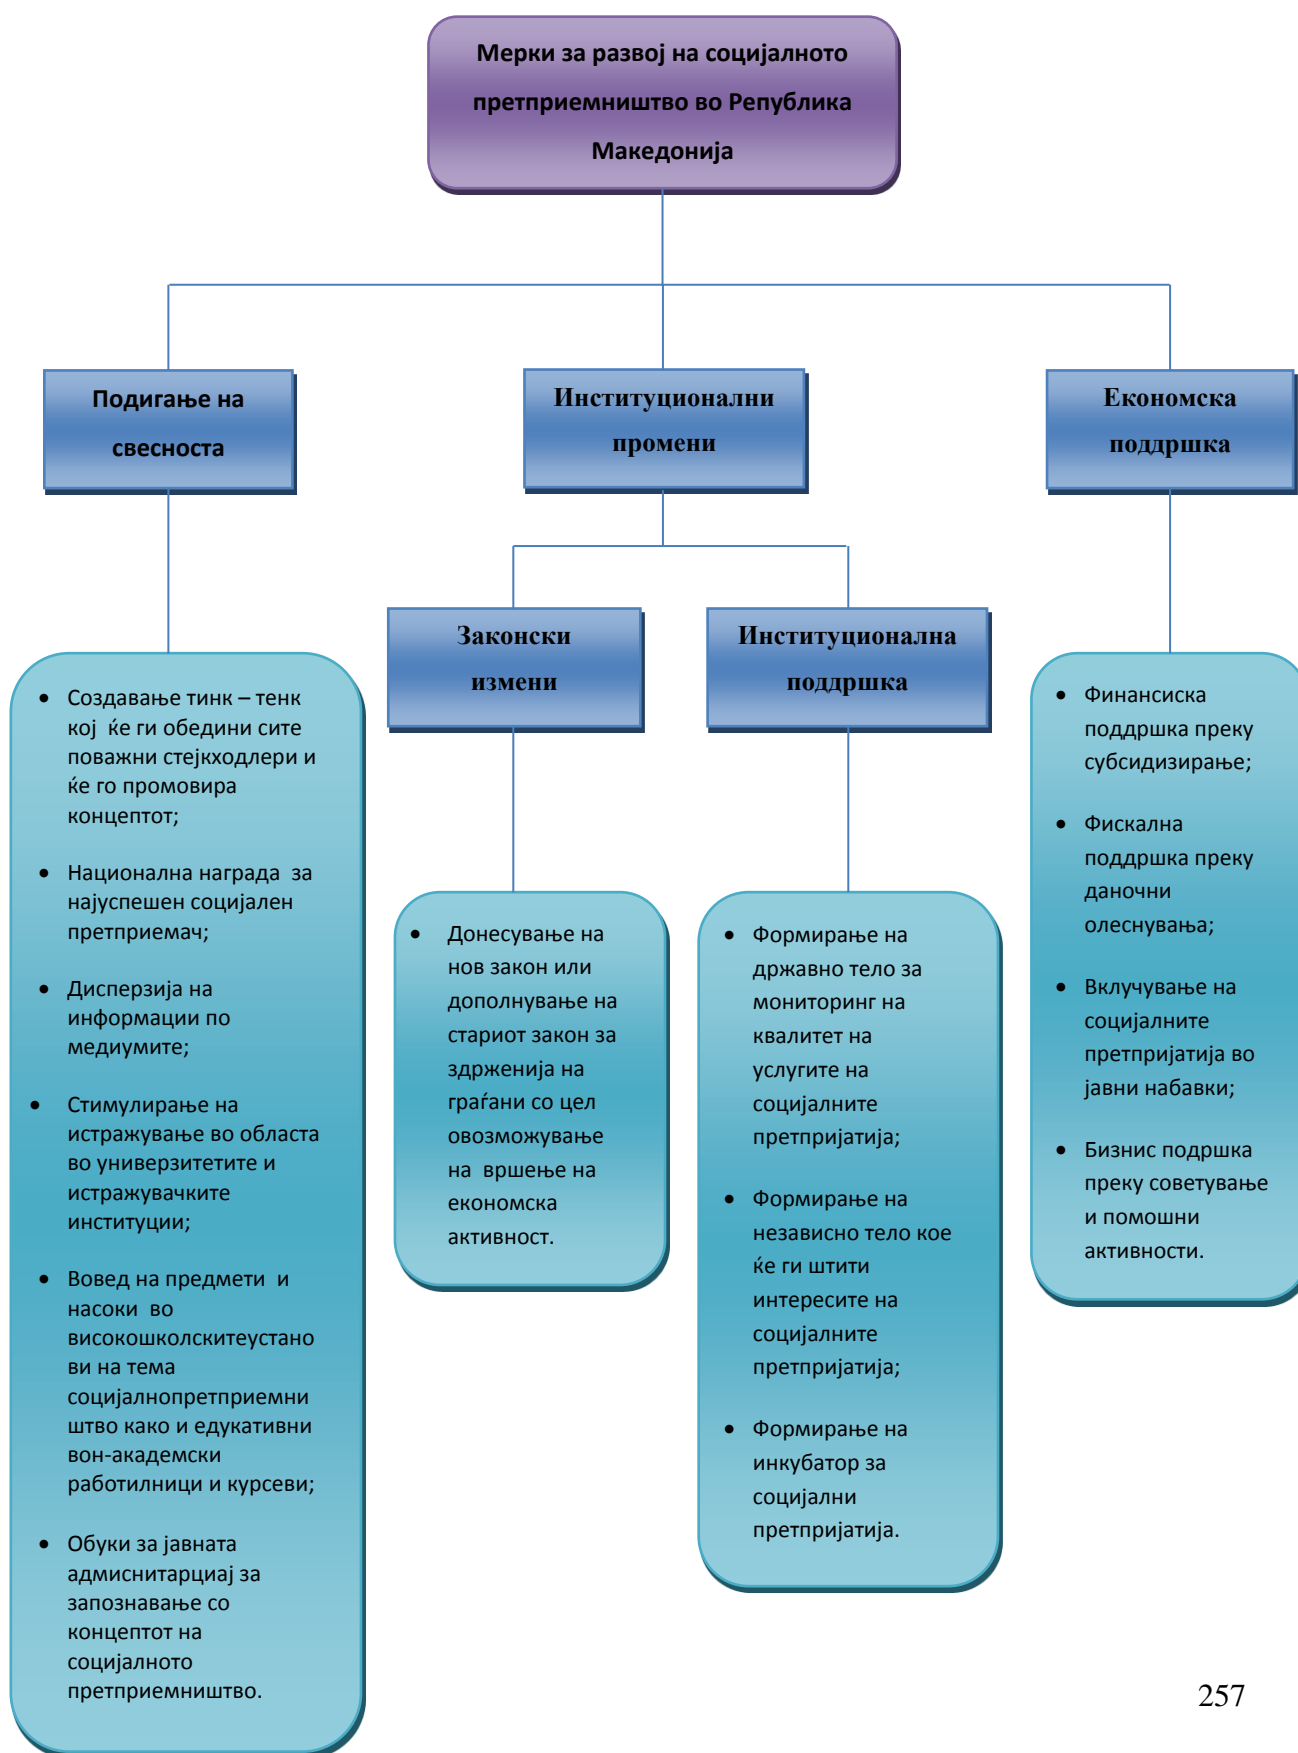 Мерки за развој на социјалното
претприемништво во Република
Македонија
Подигање на
свесноста
Институционални
промени
Економска
поддршка
Законски
измени
Институционална
поддршка
• Создавање тинк – тенк
кој  ќе ги обедини сите
поважни стејкходлери и
ќе го промовира
концептот;
• Национална награда  за
најуспешен социјален
претприемач;
• Дисперзија на
информации по
медиумите;
• Стимулирање на
истражување во областа
во универзитетите и
истражувачките
институции;
• Вовед на предмети  и
насоки  во
високошколскитеустано
ви на тема
социјалнопретприемни
штво како и едукативни
вон-академски
работилници и курсеви;
• Обуки за јавната
адмиснитарциај за
запознавање со
концептот на
социјалното
претприемништво.
• Донесување на
нов закон или
дополнување на
стариот закон за
здрженија на
граѓани со цел
овозможување
на  вршење на
економска
активност.
• Формирање на
државно тело за
мониторинг на
квалитет на
услугите на
социјалните
претпријатија;
• Формирање на
независно тело кое
ќе ги штити
интересите на
социјалните
претпријатија;
• Формирање на
инкубатор за
социјални
претпријатија.
• Финансиска
поддршка преку
субсидизирање;
• Фискална
поддршка преку
даночни
олеснувања;
• Вклучување на
социјалните
претпријатија во
јавни набавки;
• Бизнис подршка
преку советување
и помошни
активности.
257